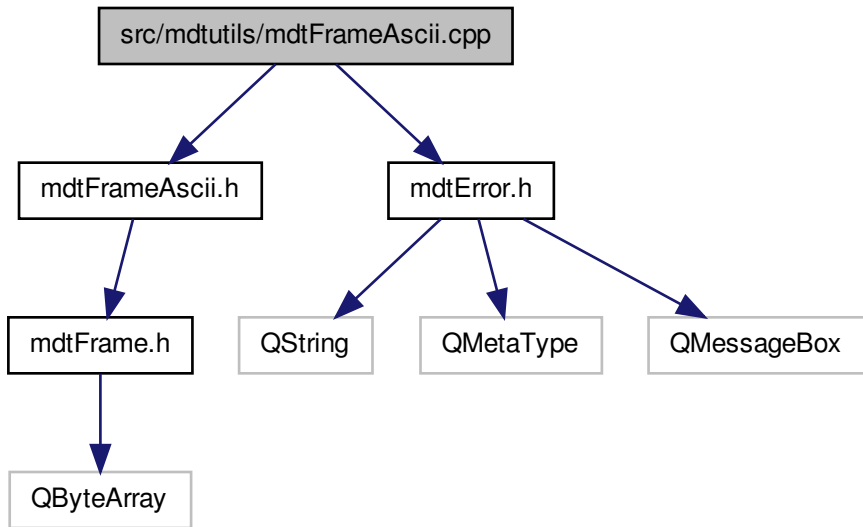 src/mdtutils/mdtFrameAscii.cpp
mdtFrameAscii.h
mdtError.h
mdtFrame.h
QString
QMetaType
QMessageBox
QByteArray